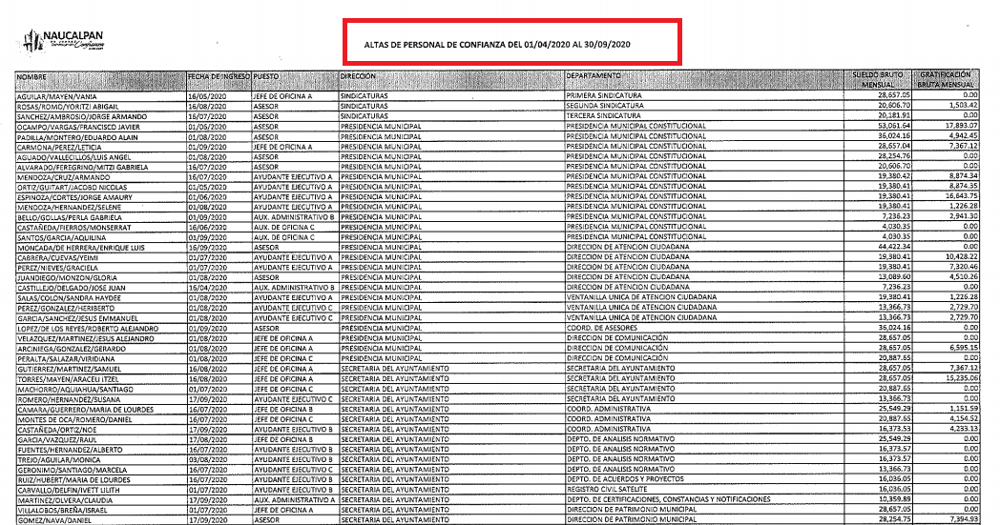 NAUCALPAN
ALTAS DE PERSONAL DE CONFIANZA DEL 01/04/2020 AL 30/09/2020
NOMBRE FECHA DE INGRESO PUESTO DIRECCIÓN DEPARTAMENTO SUELDO BRUTO MENSUAL GRATIFICACIÓN BRUTA MENSUAL
AGUILAR/MAYEN/VANIA 16/05/2020 JEFE DE OFICINA A SINDICATURAS PRIMERA SINDICATURA 28,657.05 0.00
ROSAS/ROMO/YORITZI ABIGAIL 16/08/2020 ASESOR SINDICATURAS SEGUNDA SINDICATURA 20,606.70 1,503.42
SANCHEZ/AMBROSIO/JORGE ARMANDO 16/07/2020 ASESOR SINDICATURAS TERCERA SINDICATURA 20,181.91 0.00
OCAMPO/VARGAS/FRANCISCO JAVIER 01/05/2020 ASESOR PRESIDENCIA MUNICIPAL PRESIDENCIA MUNICIPAL CONSTITUCIONAL 53,061.64 17,893.07
PADILLA/MONTERO/EDUARDO ALAIN 01/08/2020 ASESOR PRESIDENCIA MUNICIPAL PRESIDENCIA MUNICIPAL CONSTITUCIONAL 36,024.16 4,942.45
CARMONA/PEREZ/LETICIA 01/09/2020 JEFE DE OFICINA A PRESIDENCIA MUNICIPAL PRESIDENCIA MUNICIPAL CONSTITUCIONAL 28,657.04 7,367.12
AGUADO/VALLECILLOS/LUIS ANGEL 01/08/2020 ASESOR PRESIDENCIA MUNICIPAL PRESIDENCIA MUNICIPAL CONSTITUCIONAL 28,254.76 0.00
ALVARADO/FEREGRINO/MITZI GABRIELA 16/07/2020 ASESOR PRESIDENCIA MUNICIPAL PRESIDENCIA MUNICIPAL CONSTITUCIONAL 20,606.70 0.00
MENDOZA/CRUZ/ARMANDO 16/07/2020 AYUDANTE EJECUTIVO A PRESIDENCIA MUNICIPAL PRESIDENCIA MUNICIPAL CONSTITUCIONAL 19,380.42 8,874.34
ORTIZ/GUITART/JACOBO NICOLAS 01/05/2020 AYUDANTE EJECUTIVO A PRESIDENCIA MUNICIPAL PRESIDENCIA MUNICIPAL CONSTITUCIONAL 19,380.41 8,874.35
ESPINOZA/CORTES/JORGE AMAURY 01/06/2020 AYUDANTE EJECUTIVO A PRESIDENCIA MUNICIPAL PRESIDENCIA MUNICIPAL CONSTITUCIONAL 19,380.41 16,643.75
MENDOZA/HERNANDEZ/SELENE 01/08/2020 AYUDANTE EJECUTIVO A PRESIDENCIA MUNICIPAL PRESIDENCIA MUNICIPAL CONSTITUCIONAL 19,380.41 1,226.28
BELLO/GOLLAS/PERLA GABRIELA 01/09/2020 AUX. ADMINISTRATIVO B PRESIDENCIA MUNICIPAL PRESIDENCIA MUNICIPAL CONSTITUCIONAL 7,236.23 2,941.30
CASTAÑEDA/FIERROS/MONSERRAT 16/06/2020 AUX. DE OFICINA C PRESIDENCIA MUNICIPAL PRESIDENCIA MUNICIPAL CONSTITUCIONAL 4,030.35 0.00
SANTOS/GARCIA/AQUILINA 01/09/2020 AUX. DE OFICINA C PRESIDENCIA MUNICIPAL PRESIDENCIA MUNICIPAL CONSTITUCIONAL 4,030.35 0.00
MONCADA/DE HERRERA/ENRIQUE LUIS 16/09/2020 ASESOR PRESIDENCIA MUNICIPAL DIRECCION DE ATENCION CIUDADANA 44,422.34 0.00
CABRERA/CUEVAS/YEIMI 01/07/2020 AYUDANTE EJECUTIVO A PRESIDENCIA MUNICIPAL DIRECCION DE ATENCION CIUDADANA 19,380.41 10,428.22
PEREZ/NIEVES/GRACIELA 01/07/2020 AYUDANTE EJECUTIVO A PRESIDENCIA MUNICIPAL DIRECCION DE ATENCION CIUDADANA 19,380.41 7,320.46
JUANDIEGO/MONZON/GLORIA 01/08/2020 ASESOR PRESIDENCIA MUNICIPAL DIRECCION DE ATENCION CIUDADANA 13,089.60 4,510.26
CASTILLEJO/DELGADO/JOSE JUAN 16/04/2020 AUX. ADMINISTRATIVO B PRESIDENCIA MUNICIPAL DIRECCION DE ATENCION CIUDADANA 7,236.23 0.00
SALAS/COLON/SANDRA HAYDEE 01/08/2020 AYUDANTE EJECUTIVO A PRESIDENCIA MUNICIPAL VENTANILLA UNICA DE ATENCION CIUDADANA 19,380.41 1,226.28
PEREZ/GONZALEZ/HERIBERTO 01/08/2020 AYUDANTE EJECUTIVO C PRESIDENCIA MUNICIPAL VENTANILLA UNICA DE ATENCION CIUDADANA 13,366.73 2,729.70
GARCIA/SANCHEZ/JESUS EMMANUEL 01/08/2020 AYUDANTE EJECUTIVO C PRESIDENCIA MUNICIPAL VENTANILLA UNICA DE ATENCION CIUDADANA 13,366.73 2,729.70
LOPEZ/DE LOS REYES/ROBERTO ALEJANDRO 01/09/2020 ASESOR PRESIDENCIA MUNICIPAL COORD. DE ASESORES 36,024.16 0.00
VELAZQUEZ/MARTINEZ/JESUS ALEJANDRO 01/08/2020 JEFE DE OFICINA A PRESIDENCIA MUNICIPAL DIRECCION DE COMUNICACIÓN 28,657.05 0.00
ARCINIEGA/GONZALEZ/GERARDO 01/08/2020 JEFE DE OFICINA A PRESIDENCIA MUNICIPAL DIRECCION DE COMUNICACIÓN 28,657.05 6,595.15
PERALTA/SALAZAR/VIRIDIANA 01/08/2020 JEFE DE OFICINA C PRESIDENCIA MUNICIPAL DIRECCION DE COMUNICACIÓN 20,887.65 0.00
GUTIERREZ/MARTINEZ/SAMUEL 16/08/2020 JEFE DE OFICINA A SECRETARIA DEL AYUNTAMIENTO SECRETARIA DEL AYUNTAMIENTO 28,657.05 7,367.12
TORRES/MAYEN/ARACELI ITZEL 16/08/2020 JEFE DE OFICINA A SECRETARIA DEL AYUNTAMIENTO SECRETARIA DEL AYUNTAMIENTO 28,657.05 15,235.06
MACHORRO/AQUIAHUA/SANTIAGO 01/07/2020 JEFE DE OFICINA C SECRETARIA DEL AYUNTAMIENTO SECRETARIA DEL AYUNTAMIENTO 20,887.65 0.00
ROMERO/HERNANDEZ/SUSANA 17/09/2020 AYUDANTE EJECUTIVO C SECRETARIA DEL AYUNTAMIENTO SECRETARIA DEL AYUNTAMIENTO 13,366.73 0.00
CAMARA/GUERRERO/MARIA DE LOURDES 16/07/2020 JEFE DE OFICINA B SECRETARIA DEL AYUNTAMIENTO COORD. ADMINISTRATIVA 25,549.29 1,151.59
MONTES DE OCA/ROMERO/DANIEL 16/07/2020 JEFE DE OFICINA C SECRETARIA DEL AYUNTAMIENTO COORD. ADMINISTRATIVA 20,887.65 4,154.52
CASTAÑEDA/ORTIZ/NOE 17/09/2020 AYUDANTE EJECUTIVO B SECRETARIA DEL AYUNTAMIENTO COORD. ADMINISTRATIVA 16,373.53 4,233.13
GARCIA/VAZQUEZ/RAUL 17/08/2020 JEFE DE OFICINA B SECRETARIA DEL AYUNTAMIENTO DEPTO. DE ANALISIS NORMATIVO 25,549.29 0.00
FUENTES/HERNANDEZ/ALBERTO 16/07/2020 AYUDANTE EJECUTIVO B SECRETARIA DEL AYUNTAMIENTO DEPTO. DE ANALISIS NORMATIVO 16,373.57 0.00
TREJO/AGUILAR/MONICA 03/08/2020 AYUDANTE EJECUTIVO B SECRETARIA DEL AYUNTAMIENTO DEPTO. DE ANALISIS NORMATIVO 16,373.57 0.00
GERONIMO/SANTIAGO/MARCELA 16/07/2020 AYUDANTE EJECUTIVO C SECRETARIA DEL AYUNTAMIENTO DEPTO. DE ANALISIS NORMATIVO 13,366.73 0.00
RUIZ/HUBERT/MARIA DE LOURDES 16/07/2020 AYUDANTE EJECUTIVO B SECRETARIA DEL AYUNTAMIENTO DEPTO. DE ACUERDOS Y PROYECTOS 16,036.05 0.00
CARVALLO/DELFIN/IVETT LILITH 01/07/2020 AYUDANTE EJECUTIVO B SECRETARIA DEL AYUNTAMIENTO REGISTRO CIVIL SATELITE 16,036.05 0.00
MARTINEZ/OLVERA/CLAUDIA 17/09/2020 AUX. ADMINISTRATIVO A SECRETARIA DEL AYUNTAMIENTO DEPTO. DE CERTIFICACIONES, CONSTANCIAS Y NOTIFICACIONES 10,359.89 0.00
VILLALOBOS/BREÑA/ISRAEL 01/07/2020 JEFE DE OFICINA A SECRETARIA DEL AYUNTAMIENTO DIRECCION DE PATRIMONIO MUNICIPAL 28,657.05 0.00
GOMEZ/NAVA/DANIEL 17/09/2020 ASESOR SECRETARIA DEL AYUNTAMIENTO DIRECCION DE PATRIMONIO MUNICIPAL 28,254.75 7,394.93